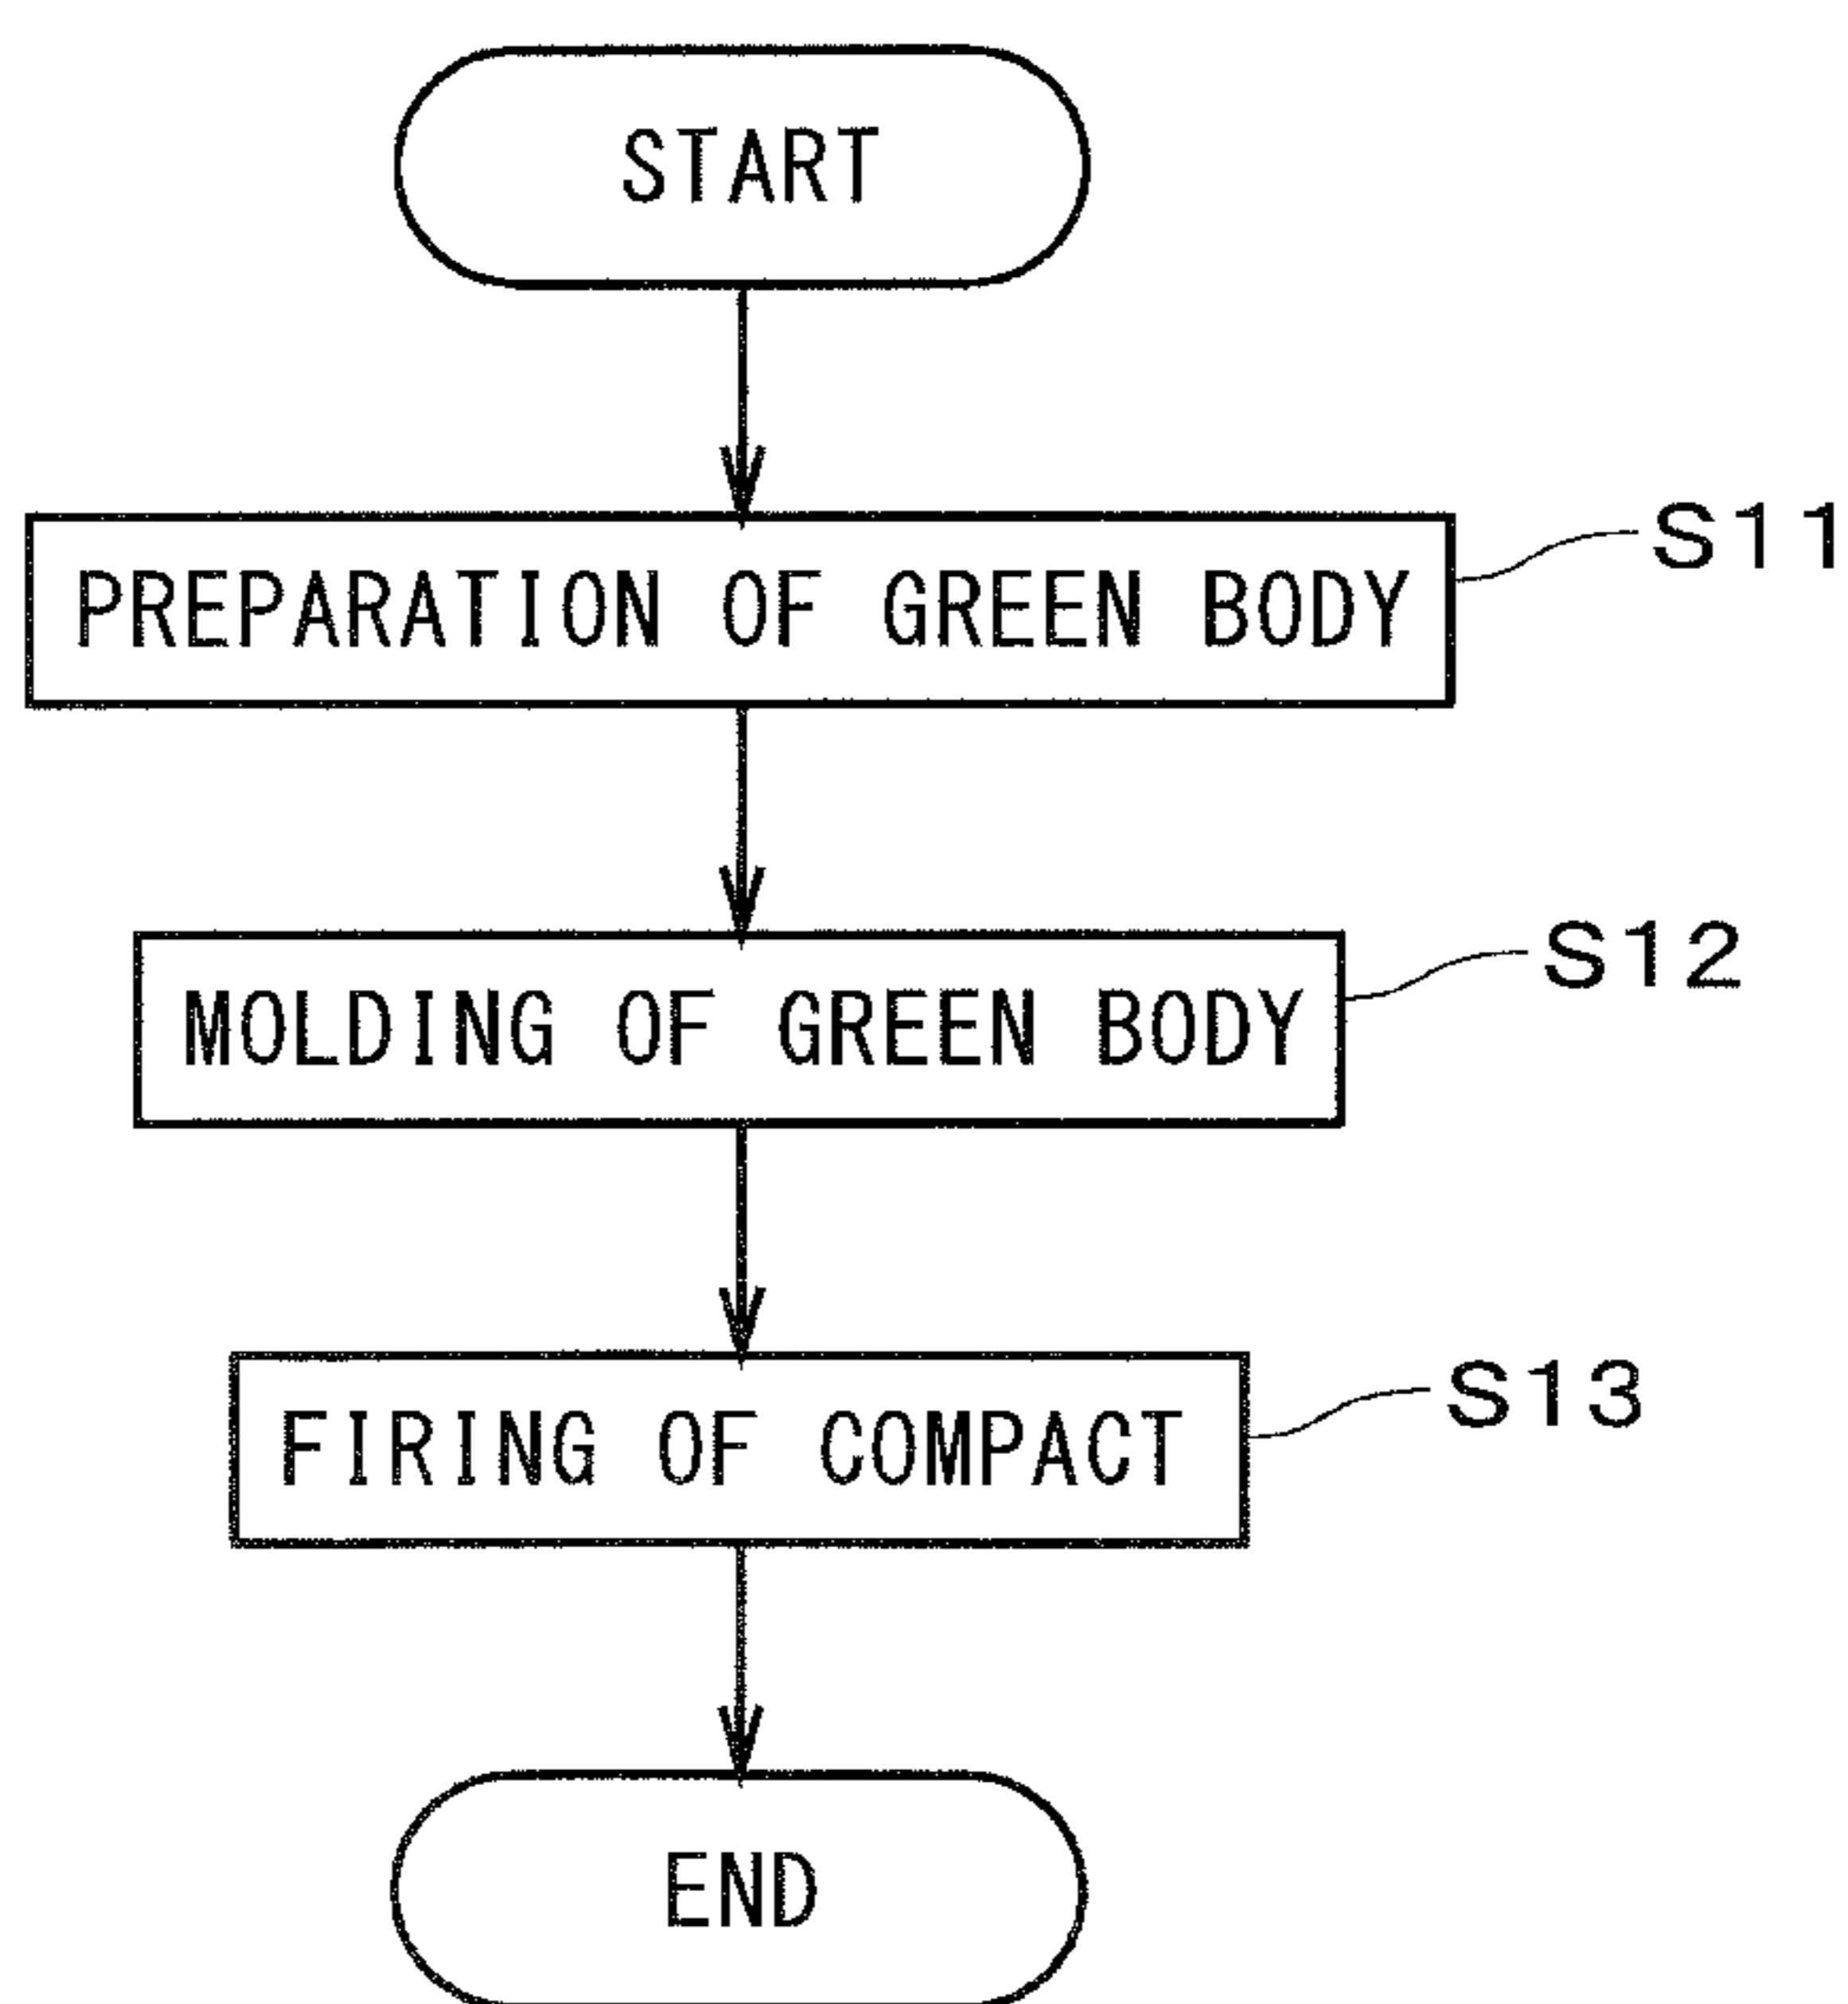 START
PREPARATION OF GREEN BODY
S11
MOLDING OF GREEN BODY
S12
FIRING OF COMPACT
S13
END